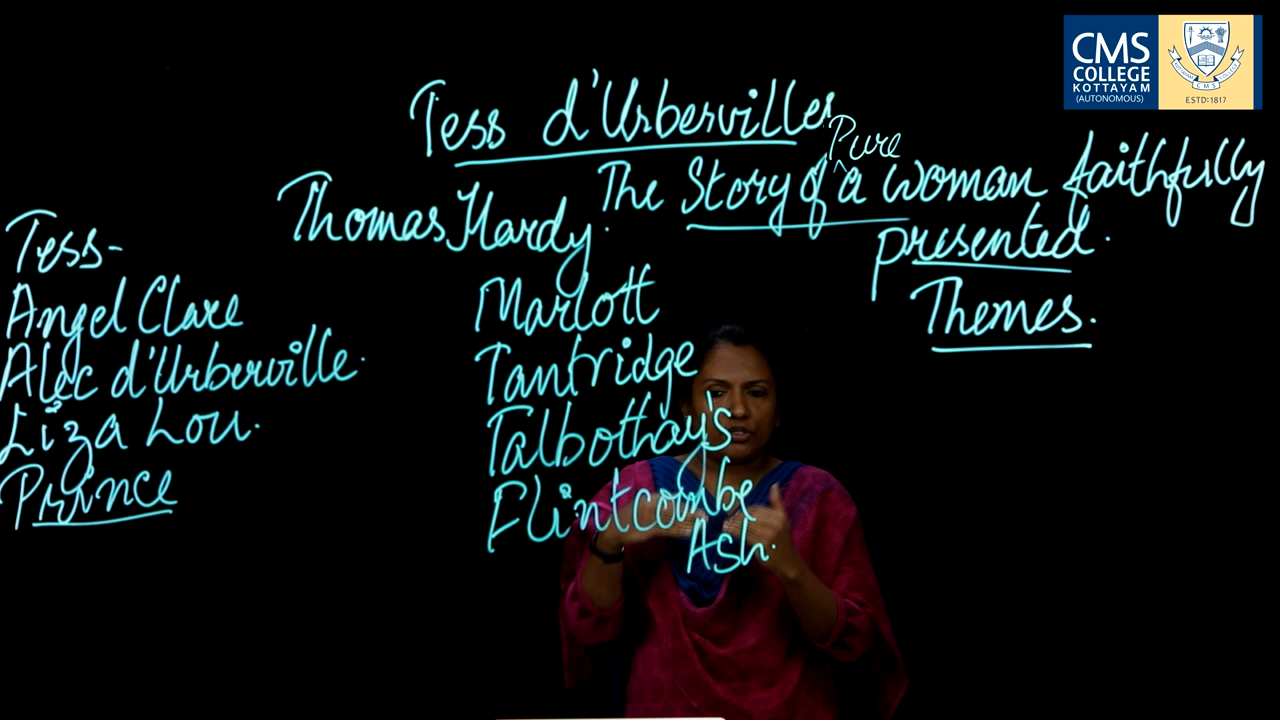 CMS
COLLEGE
KOTTAYAM
(AUTONOMOUS)
CMS
ESTD:1817
Tess d'Urbervilles
Pure
The Story of a woman faithfully
presented.
Thomas Hardy.
Tess-
Angel Clare
Alec d'Urberville.
Liza Lou.
Prince
Marlott
Tantridge
Talbothay's
Flintcombe
Ash.
Themes.